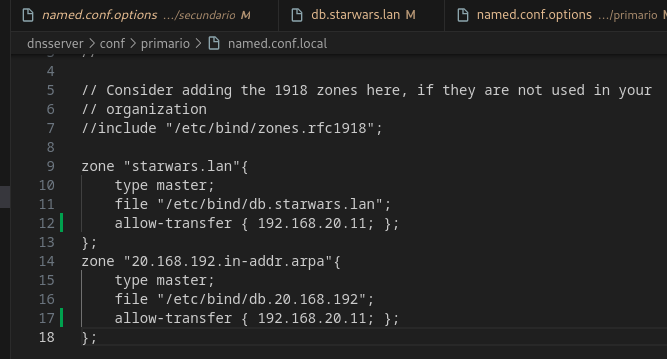 named.conf.options .../secundario M
db.starwars.lan M
named.conf.options .../primario M
dnsserver > conf > primario > named.conf.local
4
5 // Consider adding the 1918 zones here, if they are not used in your
6 // organization
7 //include "/etc/bind/zones.rfc1918";
8
9 zone "starwars.lan"{
10 type master;
11 file "/etc/bind/db.starwars.lan";
12 allow-transfer { 192.168.20.11; };
13 };
14 zone "20.168.192.in-addr.arpa"{
15 type master;
16 file "/etc/bind/db.20.168.192";
17 allow-transfer { 192.168.20.11; };
18 };